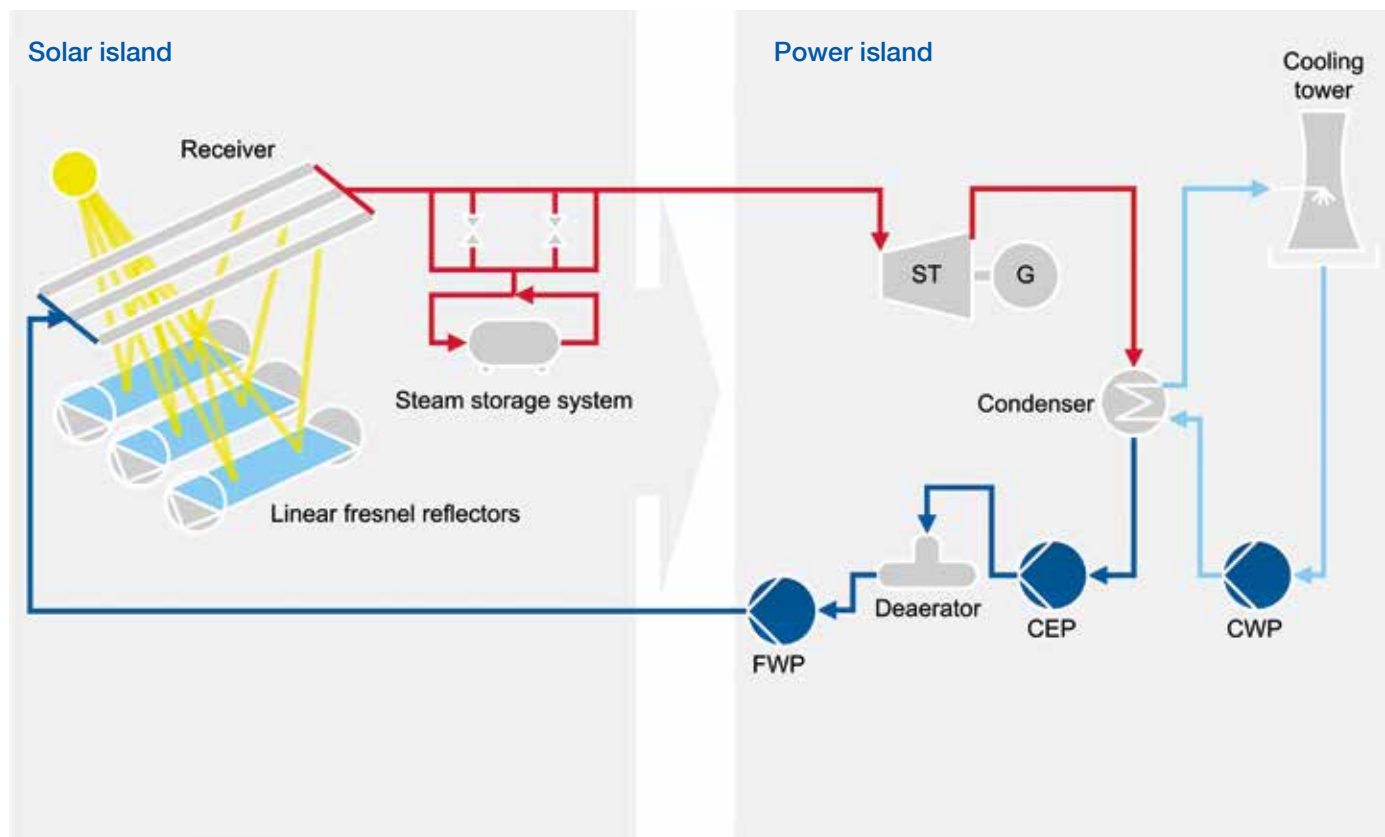 Solar island
Power island
Cooling
tower
Receiver
ST
G
Steam storage system
Condenser
Linear fresnel reflectors
Deaerator
CEP
CWP
FWP